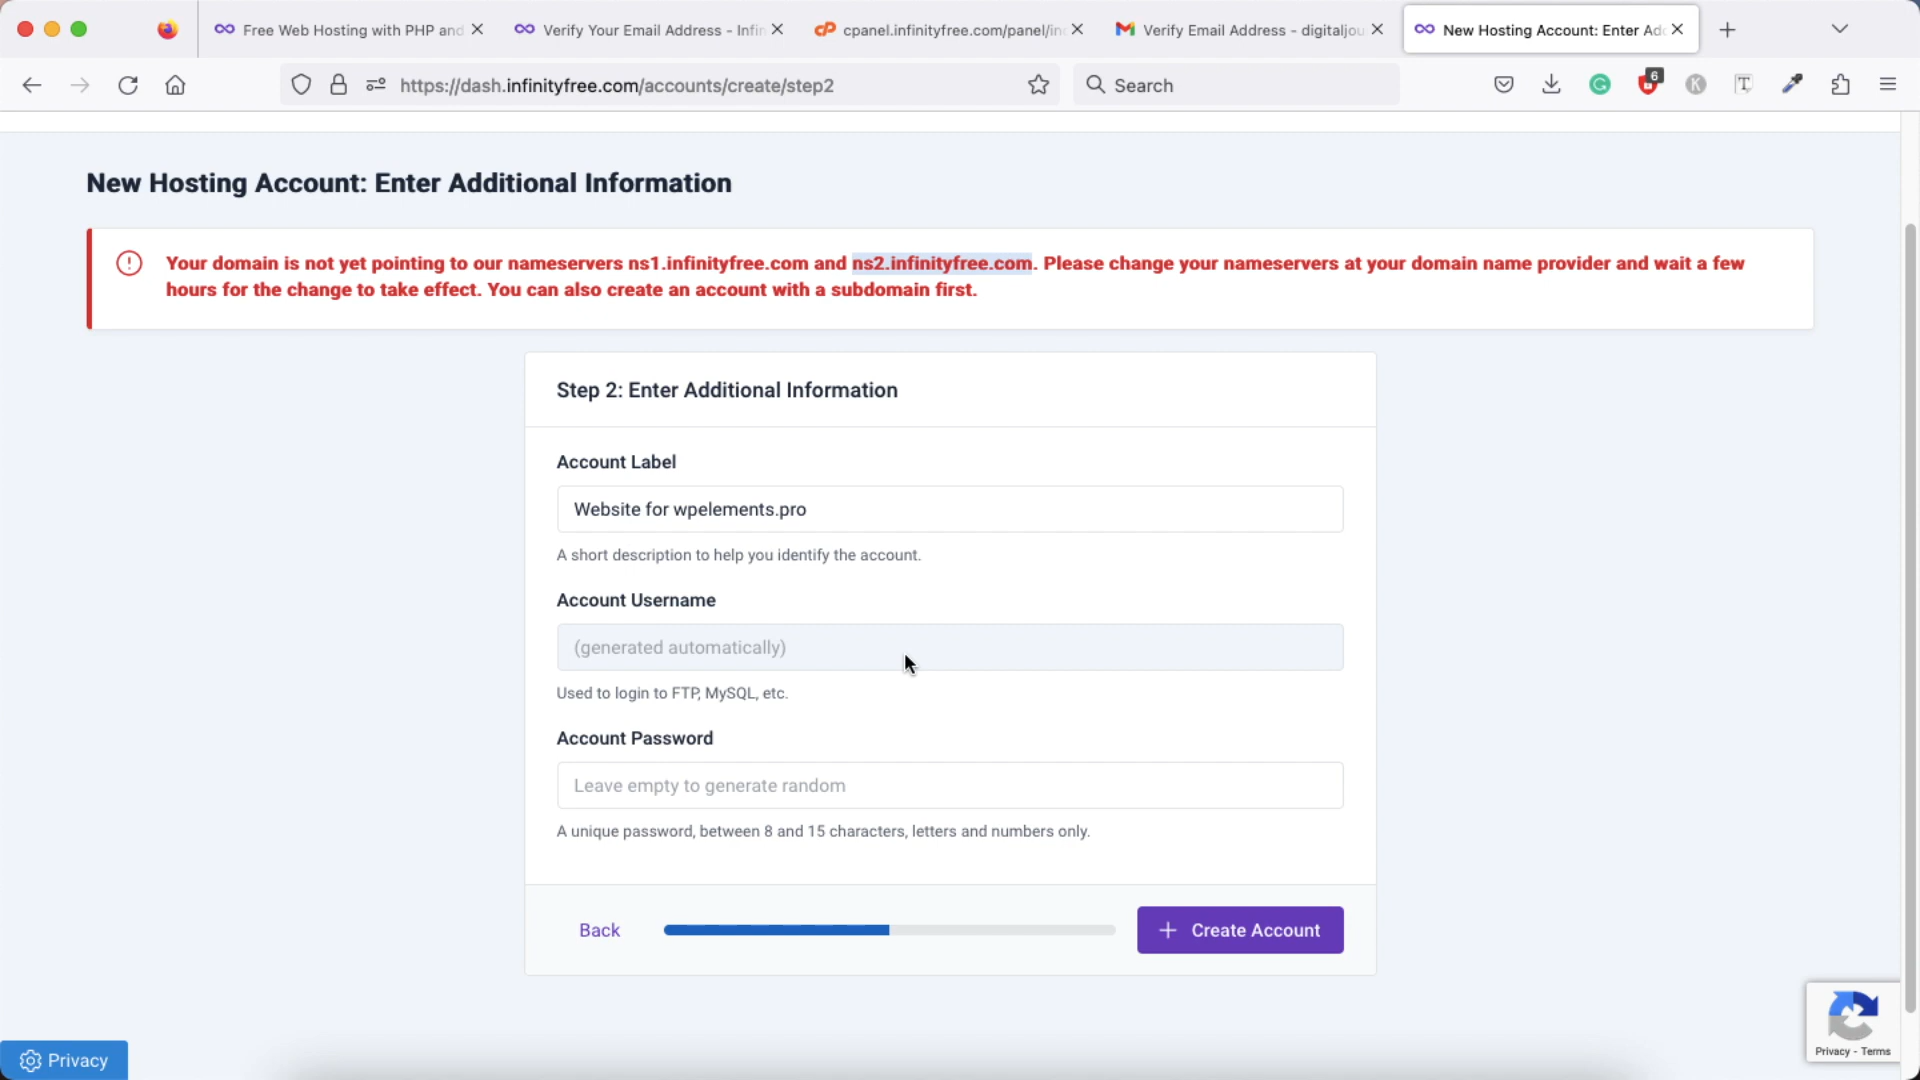 Free Web Hosting with PHP and
Verify Your Email Address - Infin
cpanel.infinityfree.com/panel/in
Verify Email Address - digitaljou
New Hosting Account: Enter Ad
https://dash.infinityfree.com/accounts/create/step2
Search
6
New Hosting Account: Enter Additional Information
Your domain is not yet pointing to our nameservers ns1.infinityfree.com and ns2.infinityfree.com. Please change your nameservers at your domain name provider and wait a few
hours for the change to take effect. You can also create an account with a subdomain first.
Step 2: Enter Additional Information
Account Label
Website for wpelements.pro
A short description to help you identify the account.
Account Username
(generated automatically)
Used to login to FTP, MySQL, etc.
Account Password
Leave empty to generate random
A unique password, between 8 and 15 characters, letters and numbers only.
Back
+ Create Account
Privacy
Privacy - Terms